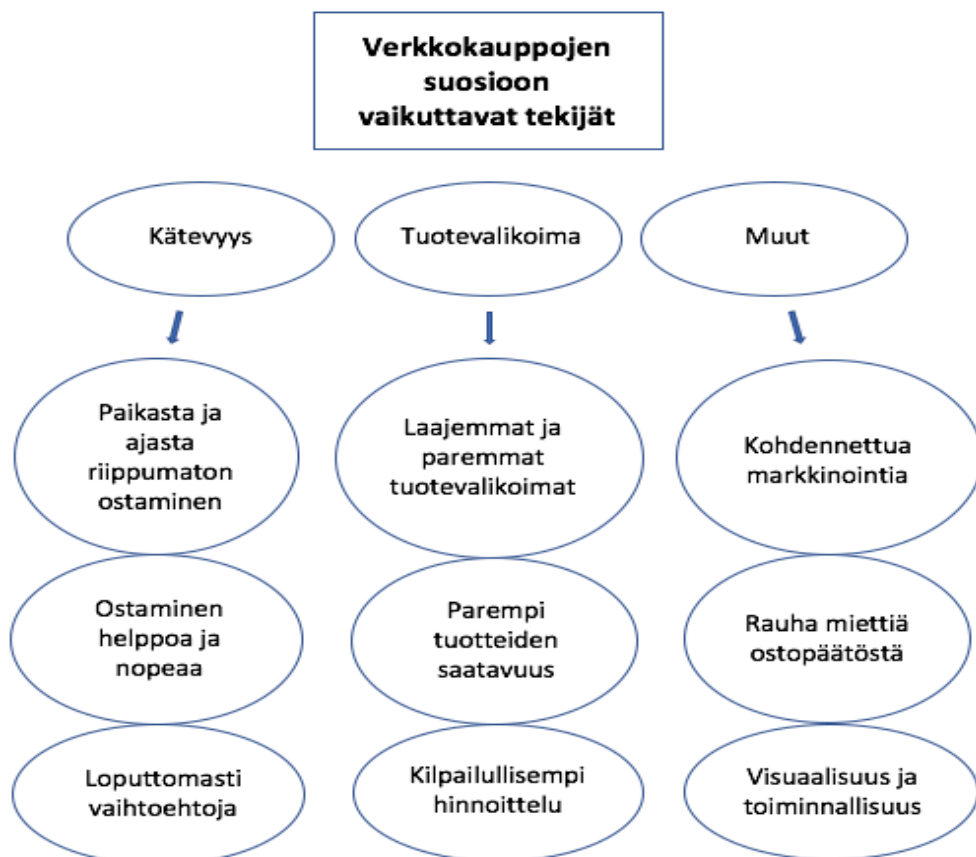 Verkkokauppojen
suosioon
vaikuttavat tekijät
Kätevyys
Tuotevalikoima
Muut
Paikasta ja
ajasta
riippumaton
ostaminen
Laajemmat ja
paremmat
tuotevalikoimat
Kohdennettua
markkinointia
Ostaminen
helppoa ja
nopeaa
Parempi
tuotteiden
saatavuus
Rauha miettiä
ostopäätöstä
Loputtomasti
vaihtoehtoja
Kilpailullisempi
hinnoittelu
Visuaalisuus ja
toiminnallisuus